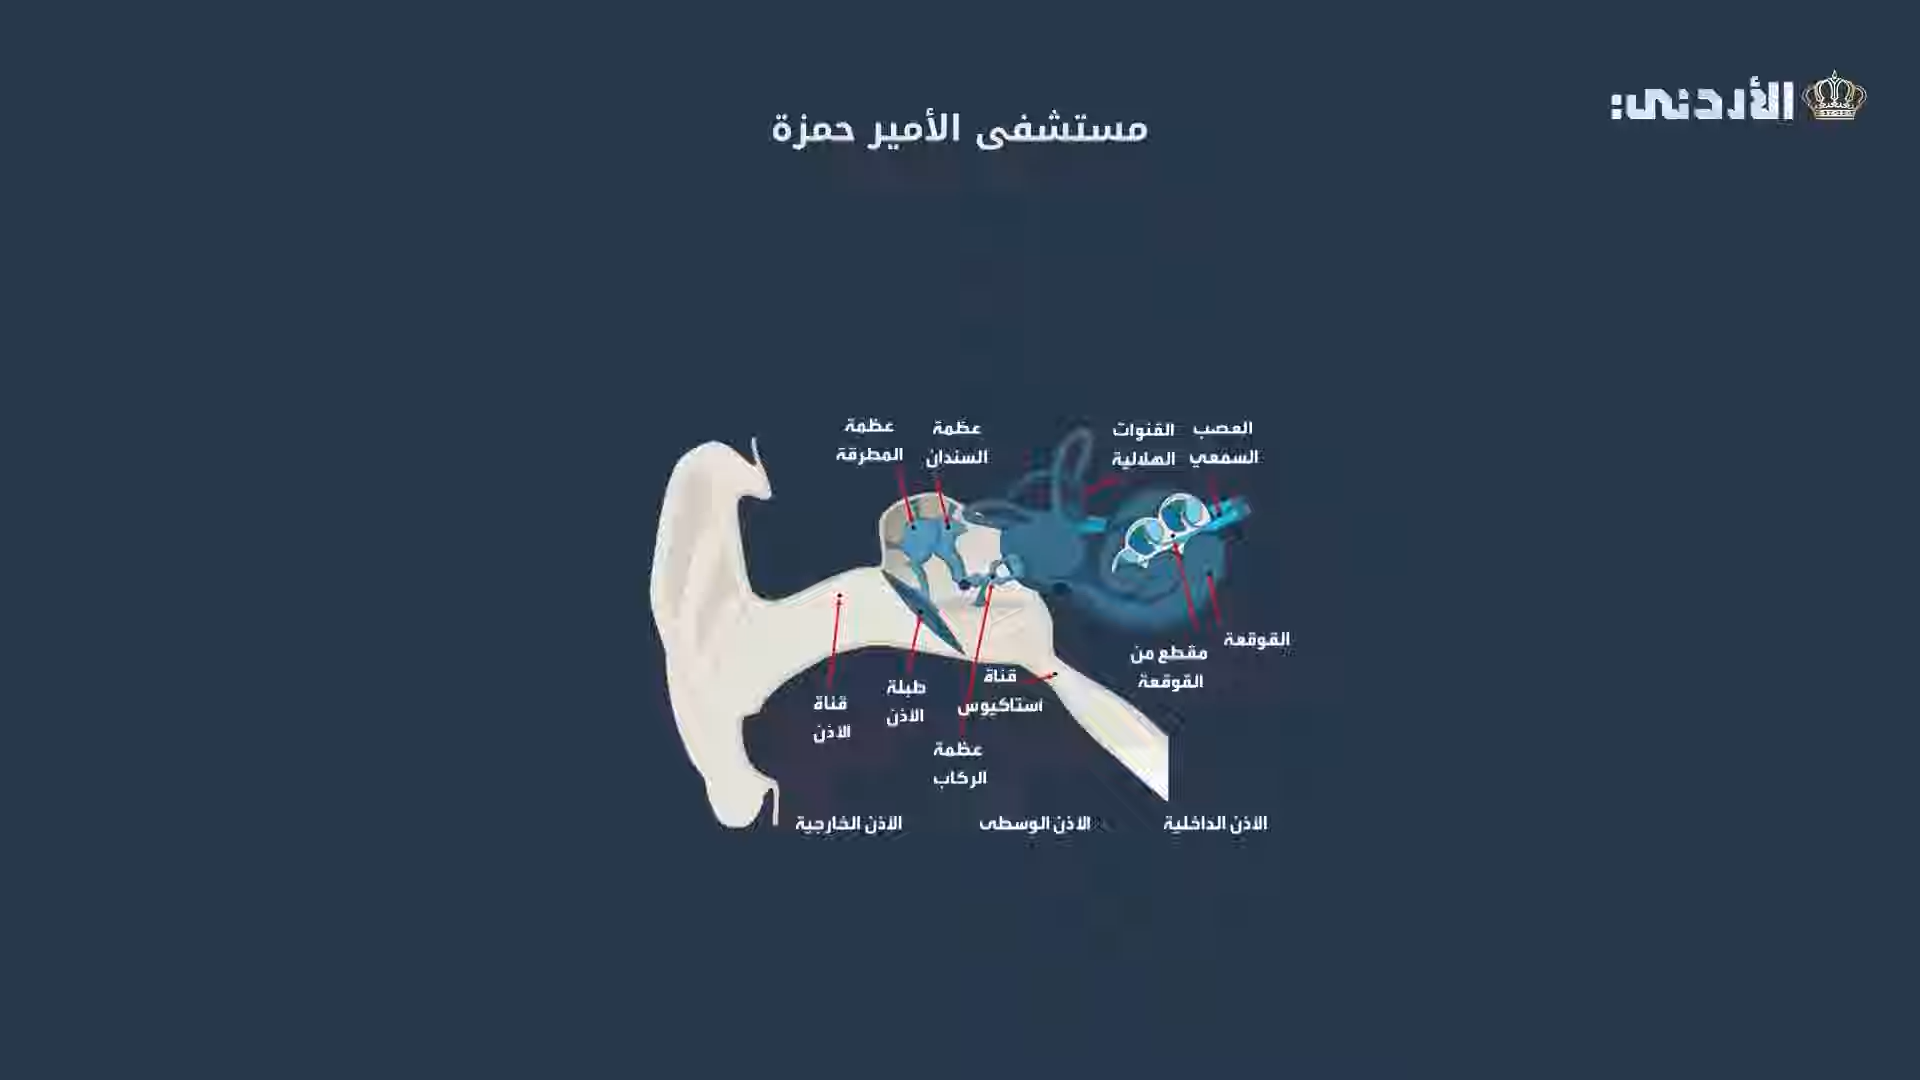 الأردني:
مستشفى الأمير حمزة
العصب
السمعي
القنوات
الهلالية
عظمة
السندان
عظمة
المطرقة
القوقعة
مقطع من
القوقعة
قناة
استاكيوس
طبلة
الأذن
قناة
الأذن
عظمة
الركاب
الأذن الداخلية
الأذن الوسطى
الأذن الخارجية